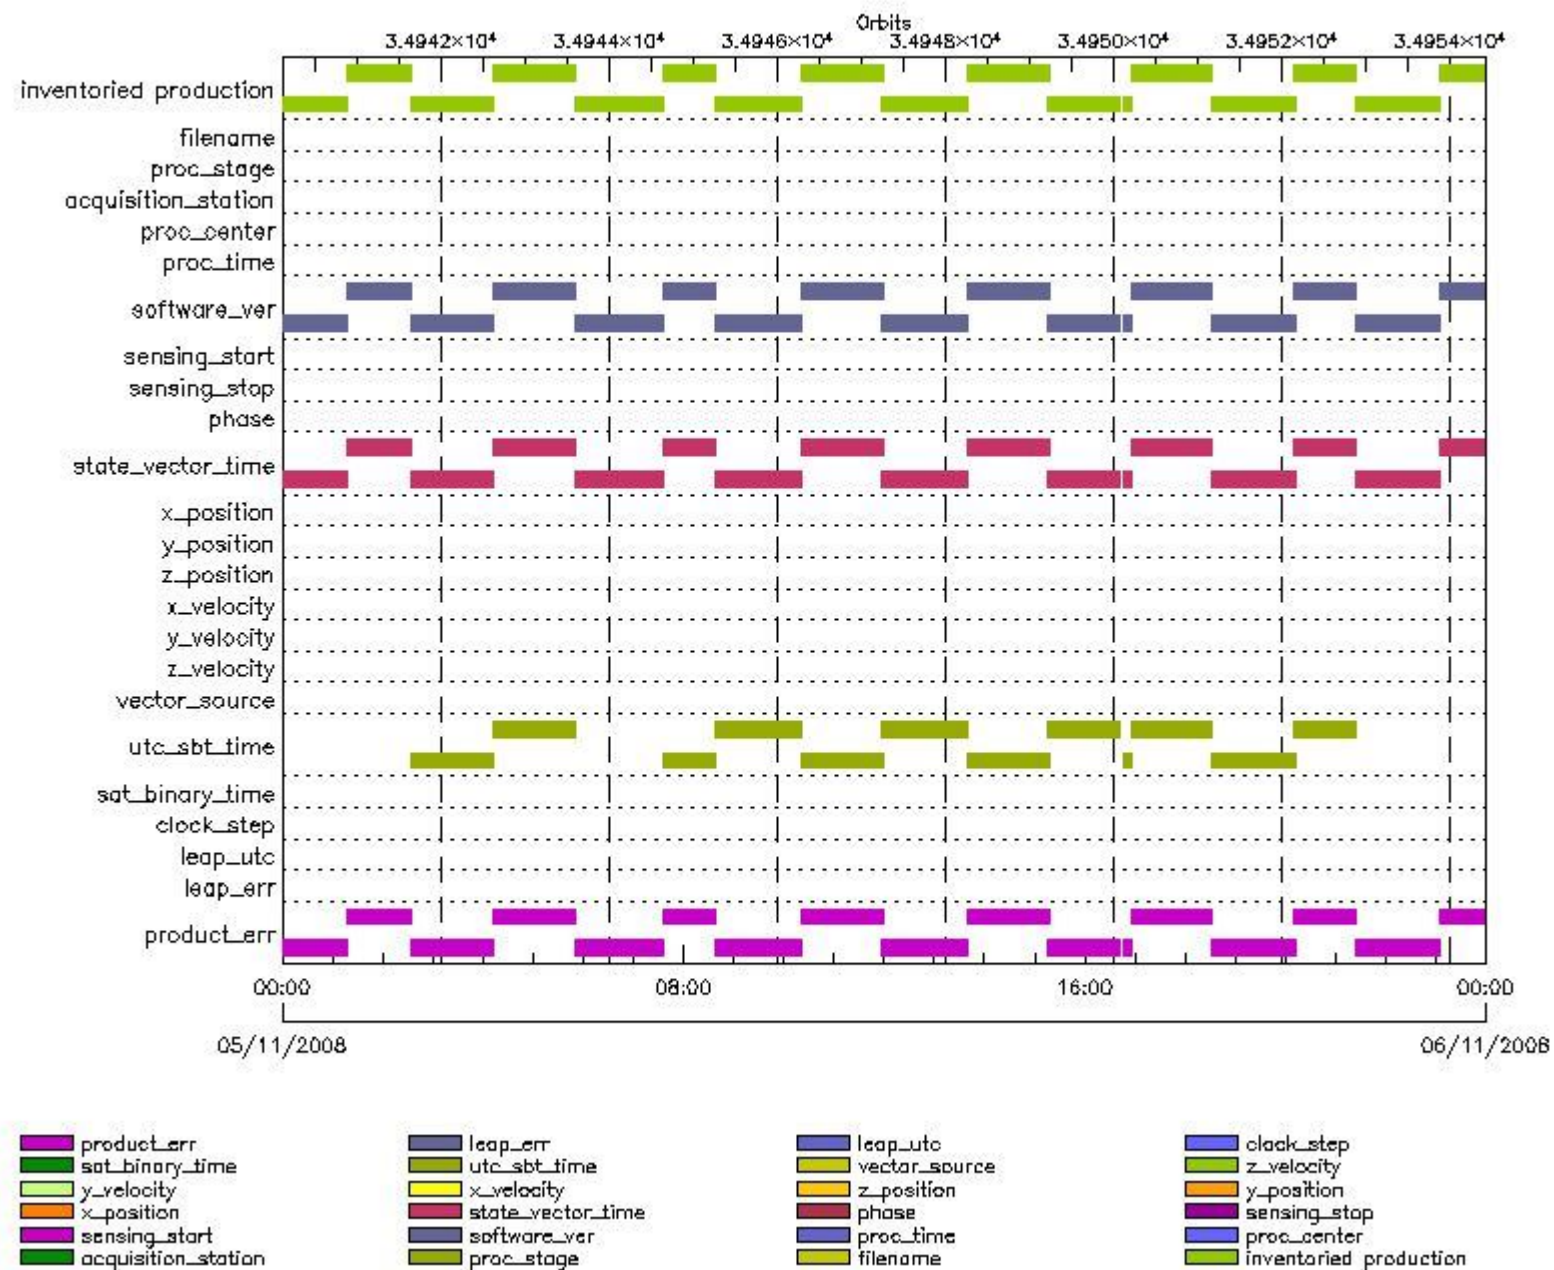 Orbits
3.4942×10⁴ 3.4944×10⁴ 3.4946×10⁴ 3.4948×10⁴ 3.4950×10⁴ 3.4952×10⁴ 3.4954×10⁴
inventoried production
filename
proc_stage
acquisition_station
proc_center
proc_time
software_ver
sensing_start
sensing_stop
phase
state_vector_time
x_position
y_position
z_position
x_velocity
y_velocity
z_velocity
vector_source
utc_sbt_time
sat_binary_time
clock_step
leap_utc
leap_err
product_err
00:00 08:00 16:00 00:00
05/11/2008 06/11/2008
product_err leap_err leap_utc clock_step
sat_binary_time utc_sbt_time vector_source z_velocity
y_velocity x_velocity z_position y_position
x_position state_vector_time phase sensing_stop
sensing_start software_ver proc_time proc_center
acquisition_station proc_stage filename inventoried production